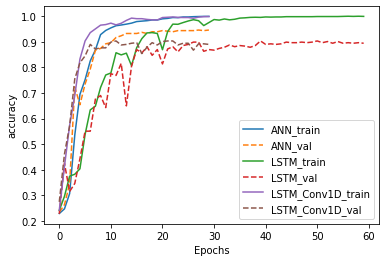 1.0
0.9
0.8
0.7
0.6
0.5
0.4
0.3
0.2
accuracy
0 10 20 30 40 50 60
Epochs
ANN_train
ANN_val
LSTM_train
LSTM_val
LSTM_Conv1D_train
LSTM_Conv1D_val